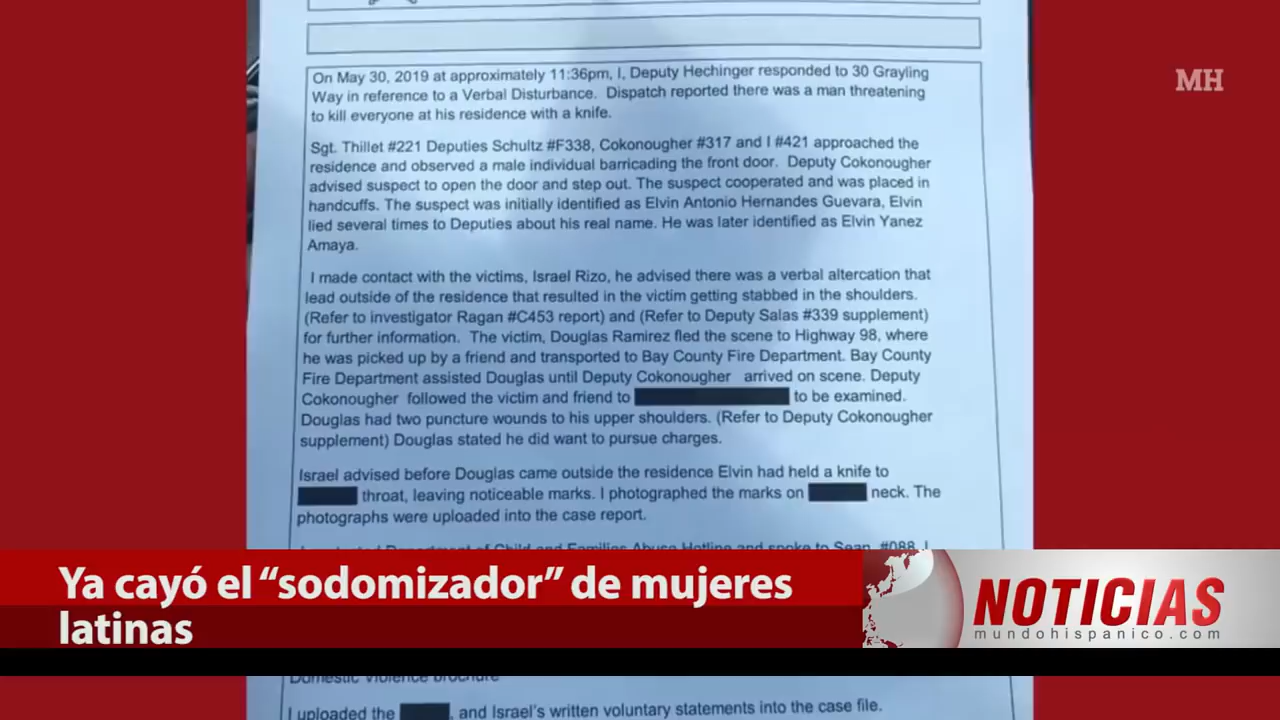 On May 30, 2019 at approximately 11:36pm, I, Deputy Hechinger responded to 30 Grayling
Way in reference to a Verbal Disturbance. Dispatch reported there was a man threatening
to kill everyone at his residence with a knife.
MH
Sgt. Thillet #221 Deputies Schultz #F338, Cokonougher #317 and I #421 approached the
residence and observed a male individual barricading the front door. Deputy Cokonougher
advised suspect to open the door and step out. The suspect cooperated and was placed in
handcuffs. The suspect was initially identified as Elvin Antonio Hernandes Guevara, Elvin
lied several times to Deputies about his real name. He was later identified as Elvin Yanez
Amaya.
I made contact with the victims, Israel Rizo, he advised there was a verbal altercation that
lead outside of the residence that resulted in the victim getting stabbed in the shoulders.
(Refer to investigator Ragan #C453 report) and (Refer to Deputy Salas #339 supplement)
for further information. The victim, Douglas Ramirez fled the scene to Highway 98, where
he was picked up by a friend and transported to Bay County Fire Department. Bay County
Fire Department assisted Douglas until Deputy Cokonougher arrived on scene. Deputy
Cokonougher followed the victim and friend to to be examined.
Douglas had two puncture wounds to his upper shoulders. (Refer to Deputy Cokonougher
supplement) Douglas stated he did want to pursue charges.
Israel advised before Douglas came outside the residence Elvin had held a knife to
throat, leaving noticeable marks. I photographed the marks on neck. The
photographs were uploaded into the case report.
Department of Child and Families Abuse Hotline and spoke to Sean, #088. I
Ya cayó el “sodomizador” de mujeres
latinas
NOTICIAS
mundohispanico.com
Domestic Violence brochure
I uploaded the , and Israel's written voluntary statements into the case file.